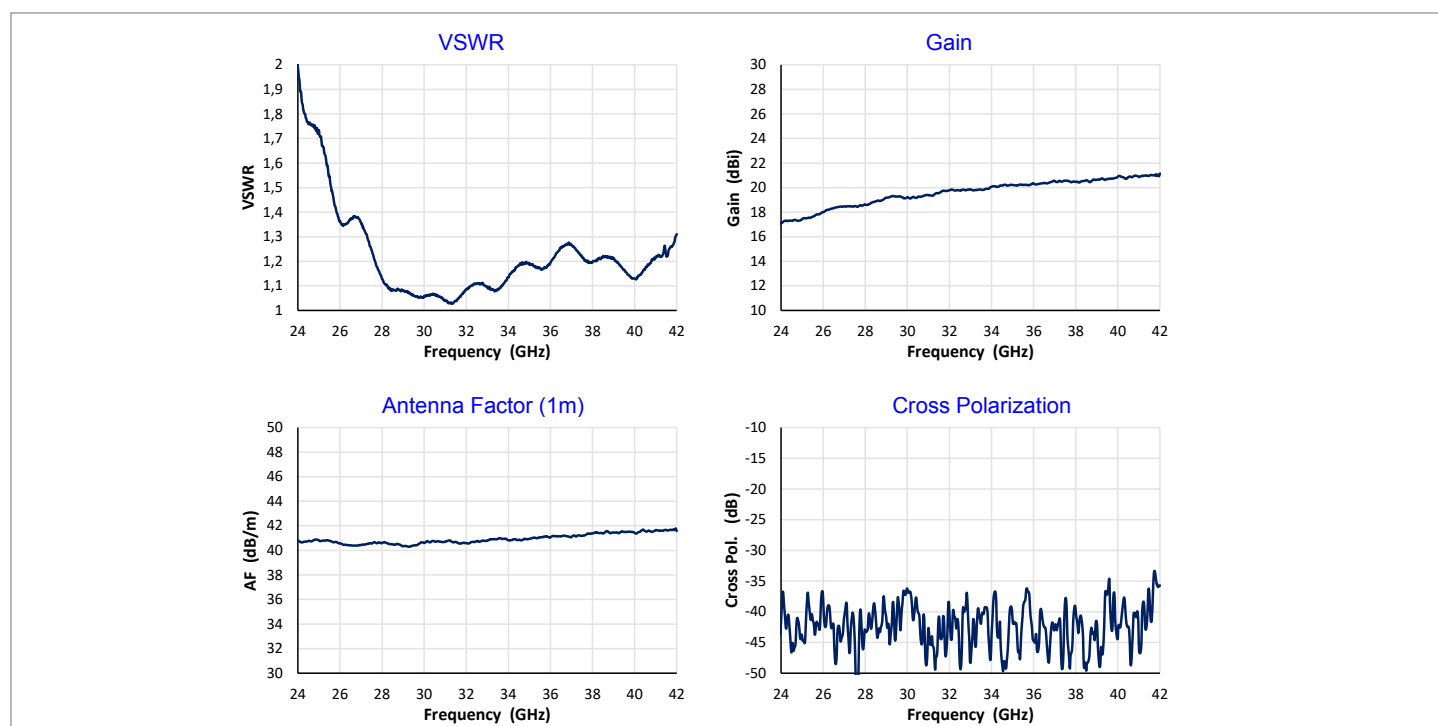 VSWR
2
1,9
1,8
1,7
1,6
1,5
1,4
1,3
1,2
1,1
1
VSWR
24 26 28 30 32 34 36 38 40 42
Frequency (GHz)
Gain
30
28
26
24
22
20
18
16
14
12
10
Gain (dBi)
24 26 28 30 32 34 36 38 40 42
Frequency (GHz)
Antenna Factor (1m)
50
48
46
44
42
40
38
36
34
32
30
AF (dB/m)
24 26 28 30 32 34 36 38 40 42
Frequency (GHz)
Cross Polarization
-10
-15
-20
-25
-30
-35
-40
-45
-50
Cross Pol. (dB)
24 26 28 30 32 34 36 38 40 42
Frequency (GHz)